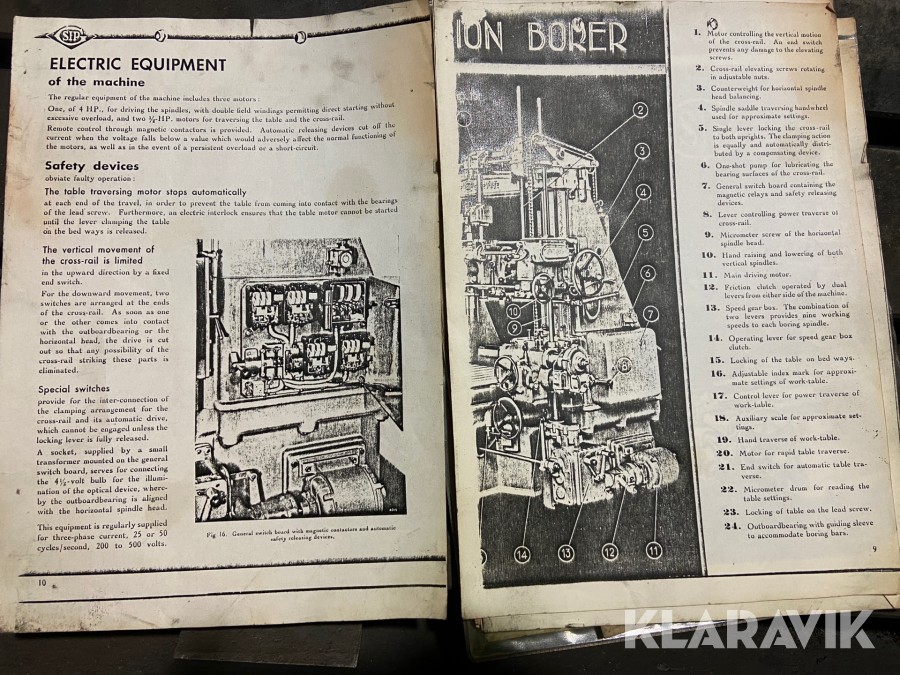 SIP
ELECTRIC EQUIPMENT
of the machine
The regular equipment of the machine includes three motors:
One, of 4 HP., for driving the spindles, with double field windings permitting direct starting without
excessive overload, and two ½-HP. motors for traversing the table and the cross-rail.
Remote control through magnetic contactors is provided. Automatic releasing devices cut off the
current when the voltage falls below a value which would adversely affect the normal functioning of
the motors, as well as in the event of a persistent overload or a short-circuit.
Safety devices
obviate faulty operation:
The table traversing motor stops automatically
at each end of the travel, in order to prevent the table from coming into contact with the bearings
of the lead screw. Furthermore, an electric interlock ensures that the table motor cannot be started
until the lever clamping the table
on the bed ways is released.
The vertical movement of
the cross-rail is limited
in the upward direction by a fixed
end switch.
For the downward movement, two
switches are arranged at the ends
of the cross-rail. As soon as one
or the other comes into contact
with the outboardbearing or the
horizontal head, the drive is cut
out so that any possibility of the
cross-rail striking these parts is
eliminated.
Special switches
provide for the inter-connection of
the clamping arrangement for the
cross-rail and its automatic drive,
which cannot be engaged unless the
locking lever is fully released.
A socket, supplied by a small
transformer mounted on the general
switch board, serves for connecting
the 4½-volt bulb for the illumi-
nation of the optical device, where-
by the outboardbearing is aligned
with the horizontal spindle head.
This equipment is regularly supplied
for three-phase current, 25 or 50
cycles/second, 200 to 500 volts.
Fig. 16. General switch board with magnetic contactors and automatic
safety releasing devices.
10
ION BORER
2
3
4
5
6
7
8
10
9
14
13
12
11
1. Motor controlling the vertical motion
of the cross-rail. An end switch
prevents any damage to the elevating
screws.
2. Cross-rail elevating screws rotating
in adjustable nuts.
3. Counterweight for horizontal spindle
head balancing.
4. Spindle saddle traversing handwheel
used for approximate settings.
5. Single lever locking the cross-rail
to both uprights. The clamping action
is equally and automatically distri-
buted by a compensating device.
6. One-shot pump for lubricating the
bearing surfaces of the cross-rail.
7. General switch board containing the
magnetic relays and safety releasing
devices.
8. Lever controlling power traverse of
cross-rail.
9. Micrometer screw of the horizontal
spindle head.
10. Hand raising and lowering of both
vertical spindles.
11. Main driving motor.
12. Friction clutch operated by dual
levers from either side of the machine.
13. Speed gear box. The combination of
two levers provides nine working
speeds to each boring spindle.
14. Operating lever for speed gear box
clutch.
15. Locking of the table on bed ways.
16. Adjustable index mark for approxi-
mate settings of work-table.
17. Control lever for power traverse of
work-table.
18. Auxiliary scale for approximate set-
tings.
19. Hand traverse of work-table.
20. Motor for rapid table traverse.
21. End switch for automatic table tra-
verse.
22. Micrometer drum for reading the
table settings.
23. Locking of table on the lead screw.
24. Outboardbearing with guiding sleeve
to accommodate boring bars.
9
KLARAVIK